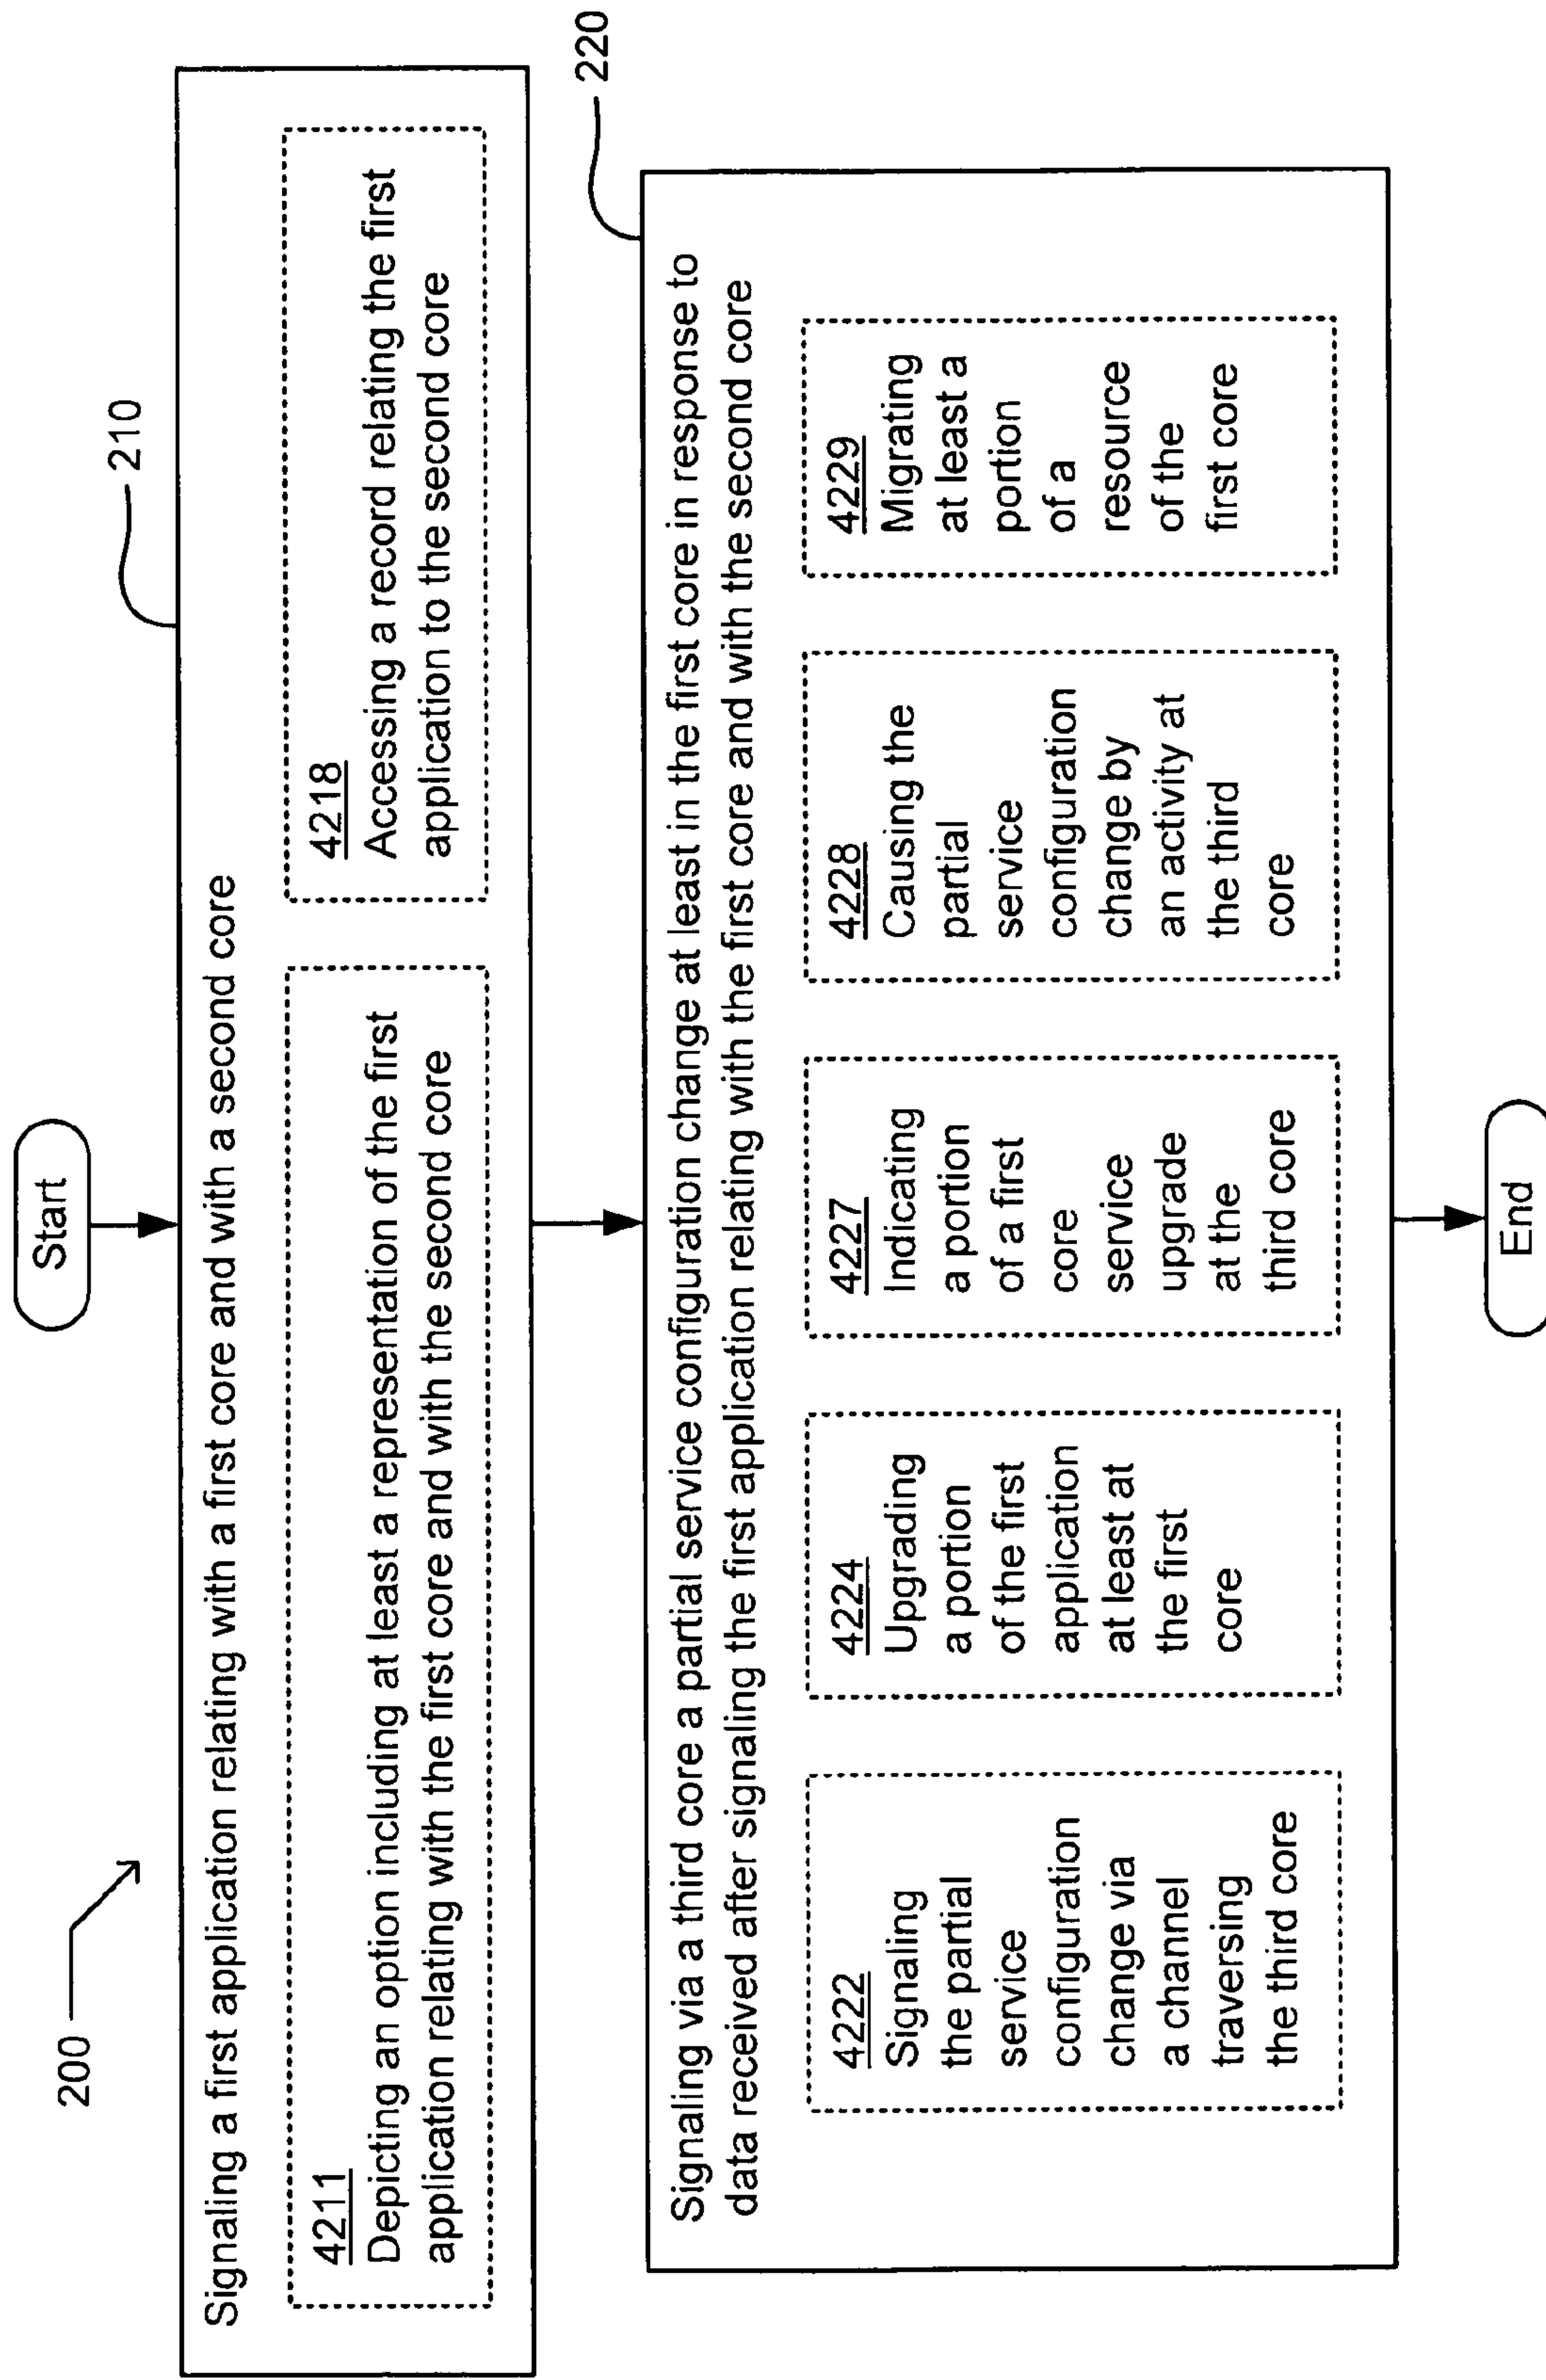 200
Start
210
Signaling a first application relating with a first core and with a second core
4211
Depicting an option including at least a representation of the first
application relating with the first core and with the second core
4218
Accessing a record relating the first
application to the second core
220
Signaling via a third core a partial service configuration change at least in the first core in response to
data received after signaling the first application relating with the first core and with the second core
4222
Signaling
the partial
service
configuration
change via
a channel
traversing
the third core
4224
Upgrading
a portion
of the first
application
at least at
the first
core
4227
Indicating
a portion
of a first
core
service
upgrade
at the
third core
4228
Causing the
partial
service
configuration
change by
an activity at
the third
core
4229
Migrating
at least a
portion
of a
resource
of the
first core
End